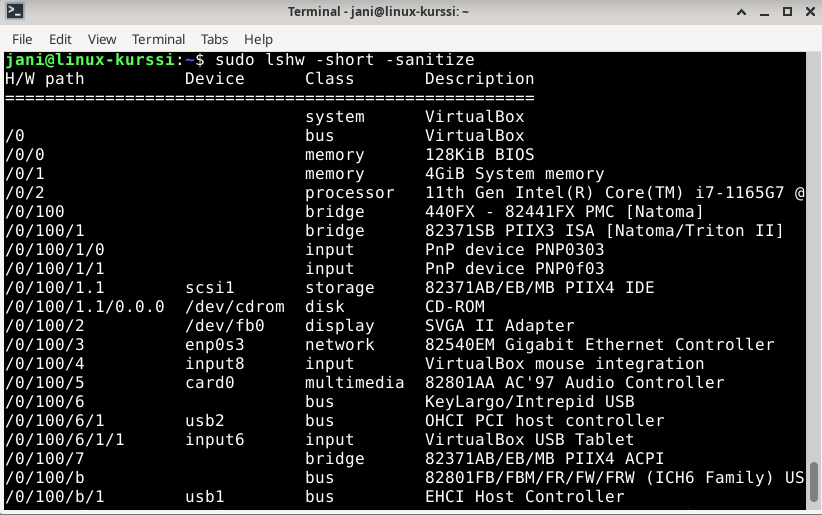 Terminal - jani@linux-kurssi: ~
File Edit View Terminal Tabs Help
jani@linux-kurssi:~$ sudo lshw -short -sanitize
H/W path          Device      Class       Description
=====================================================
                              system      VirtualBox
/0                            bus         VirtualBox
/0/0                          memory      128KiB BIOS
/0/1                          memory      4GiB System memory
/0/2                          processor   11th Gen Intel(R) Core(TM) i7-1165G7 @
/0/100                        bridge      440FX - 82441FX PMC [Natoma]
/0/100/1                      bridge      82371SB PIIX3 ISA [Natoma/Triton II]
/0/100/1/0                    input       PnP device PNP0303
/0/100/1/1                    input       PnP device PNP0f03
/0/100/1.1        scsi1       storage     82371AB/EB/MB PIIX4 IDE
/0/100/1.1/0.0.0  /dev/cdrom  disk        CD-ROM
/0/100/2          /dev/fb0    display     SVGA II Adapter
/0/100/3          enp0s3      network     82540EM Gigabit Ethernet Controller
/0/100/4          input8      input       VirtualBox mouse integration
/0/100/5          card0       multimedia  82801AA AC'97 Audio Controller
/0/100/6                      bus         KeyLargo/Intrepid USB
/0/100/6/1        usb2        bus         OHCI PCI host controller
/0/100/6/1/1      input6      input       VirtualBox USB Tablet
/0/100/7                      bridge      82371AB/EB/MB PIIX4 ACPI
/0/100/b                      bus         82801FB/FBM/FR/FW/FRW (ICH6 Family) US
/0/100/b/1        usb1        bus         EHCI Host Controller